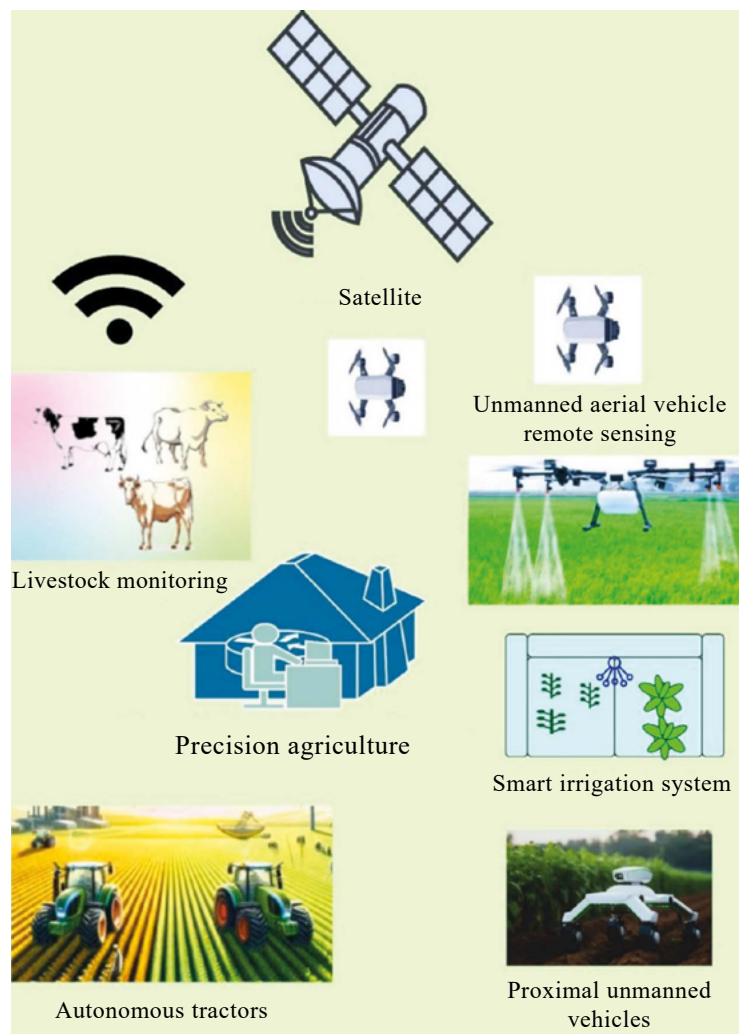 Satellite
Unmanned aerial vehicle
remote sensing
Livestock monitoring
Precision agriculture
Smart irrigation system
Autonomous tractors
Proximal unmanned
vehicles